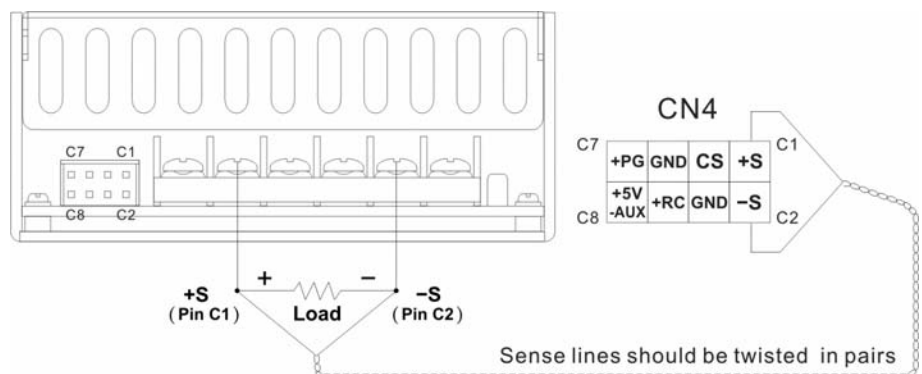 CN4
C7 C1
C8 C2
C7 +PG GND CS +S C1
C8 +5V -AUX +RC GND −S C2
+S + − −S
(Pin C1) Load (Pin C2)
Sense lines should be twisted in pairs